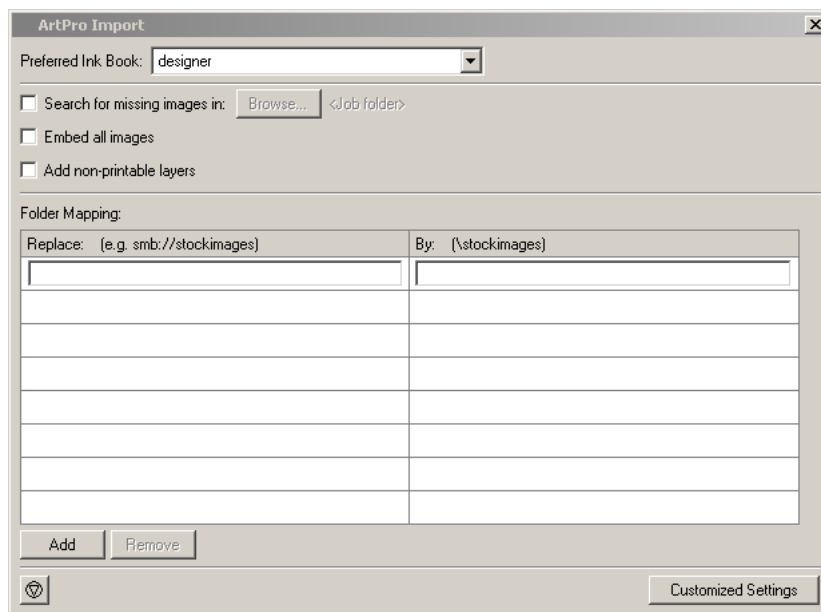 ArtPro Import
Preferred Ink Book: designer
Search for missing images in: Browse... <Job folder>
Embed all images
Add non-printable layers
Folder Mapping:
Replace: (e.g. smb://stockimages) By: (\stockimages)
Add Remove
Customized Settings